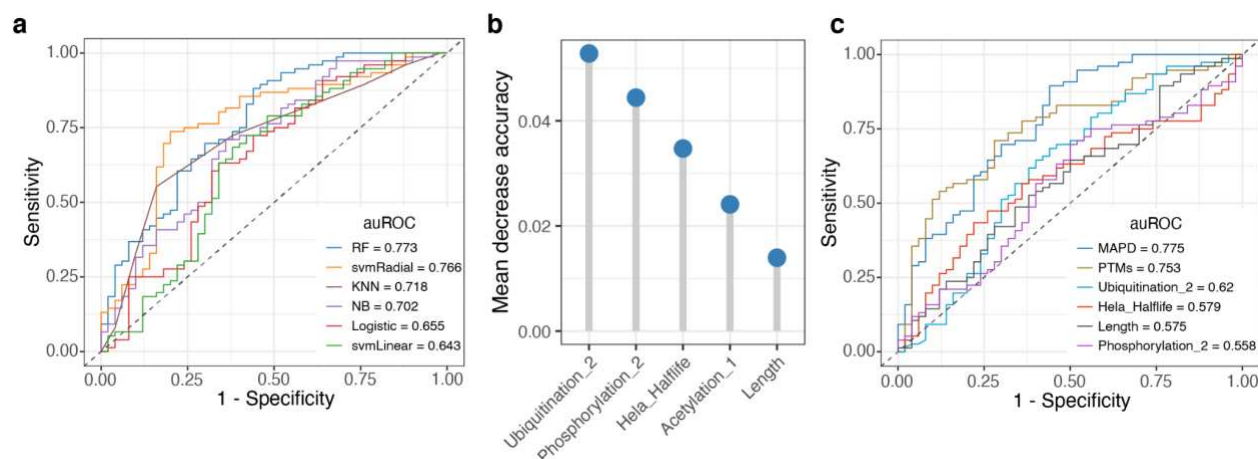 a
1.00
0.75
0.50
0.25
0.00
Sensitivity
0.00 0.25 0.50 0.75 1.00
1 - Specificity
auROC
RF = 0.773
svmRadial = 0.766
KNN = 0.718
NB = 0.702
Logistic = 0.655
svmLinear = 0.643
b
Mean decrease accuracy
0.04
0.02
0.00
Ubiquitination_2
Phosphorylation_2
Hela_Halflife
Acetylation_1
Length
c
1.00
0.75
0.50
0.25
0.00
Sensitivity
0.00 0.25 0.50 0.75 1.00
1 - Specificity
auROC
MAPD = 0.775
PTMs = 0.753
Ubiquitination_2 = 0.62
Hela_Halflife = 0.579
Length = 0.575
Phosphorylation_2 = 0.558